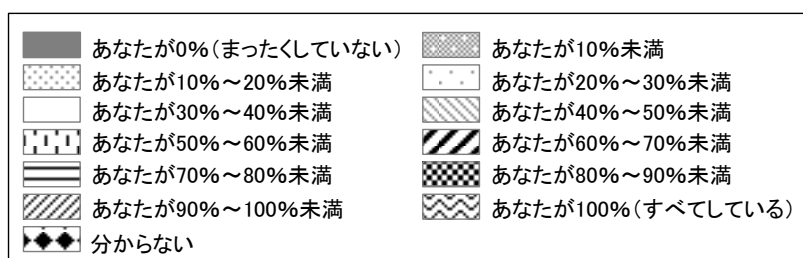 あなたが0%(まったくしていない) あなたが10%未満
あなたが10%～20%未満 あなたが20%～30%未満
あなたが30%～40%未満 あなたが40%～50%未満
あなたが50%～60%未満 あなたが60%～70%未満
あなたが70%～80%未満 あなたが80%～90%未満
あなたが90%～100%未満 あなたが100%(すべてしている)
分からない